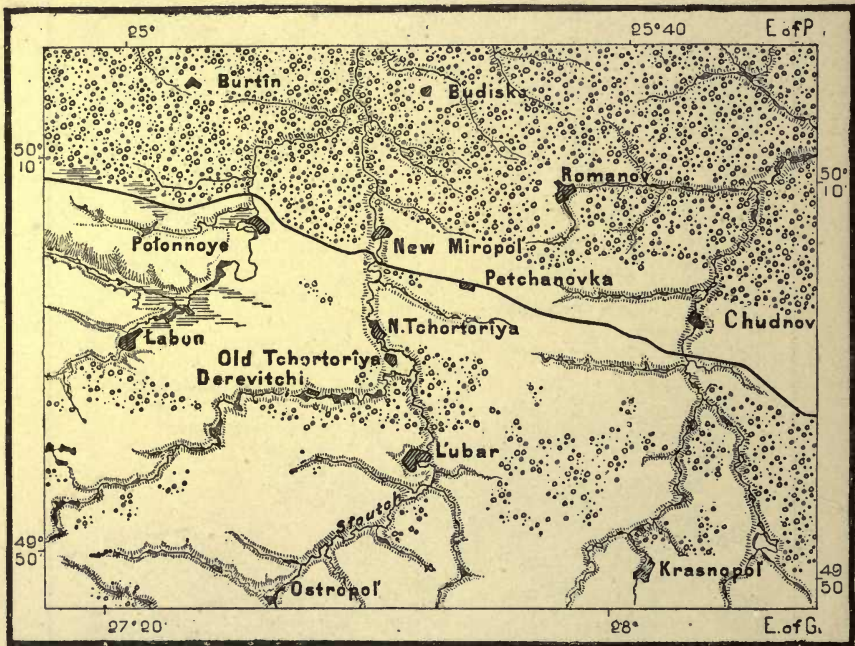 25° 25°40 E. of P.
Burtin
Budiska
50
10
Romanov
50
10
Polonnoye
New Miropol'
Petchanovka
Labun
N. Tchortoriya
Chudnov
Old Tchortoriya
Derevitchi
Lubar
Sloutch
49°
50
Ostropol'
Krasnopol'
49
50
27°20 28° E. of G.